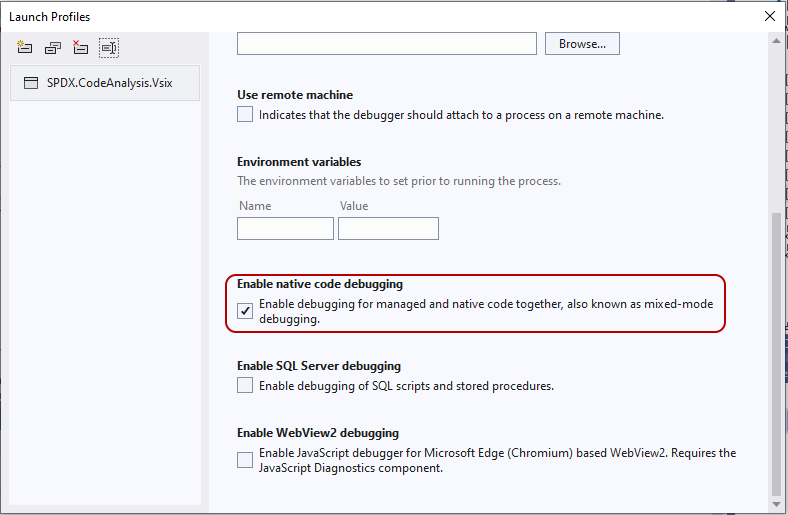 Launch Profiles
SPDX.CodeAnalysis.Vsix
Browse...
Use remote machine
Indicates that the debugger should attach to a process on a remote machine.
Environment variables
The environment variables to set prior to running the process.
Name Value
Enable native code debugging
Enable debugging for managed and native code together, also known as mixed-mode
debugging.
Enable SQL Server debugging
Enable debugging of SQL scripts and stored procedures.
Enable WebView2 debugging
Enable JavaScript debugger for Microsoft Edge (Chromium) based WebView2. Requires the
JavaScript Diagnostics component.